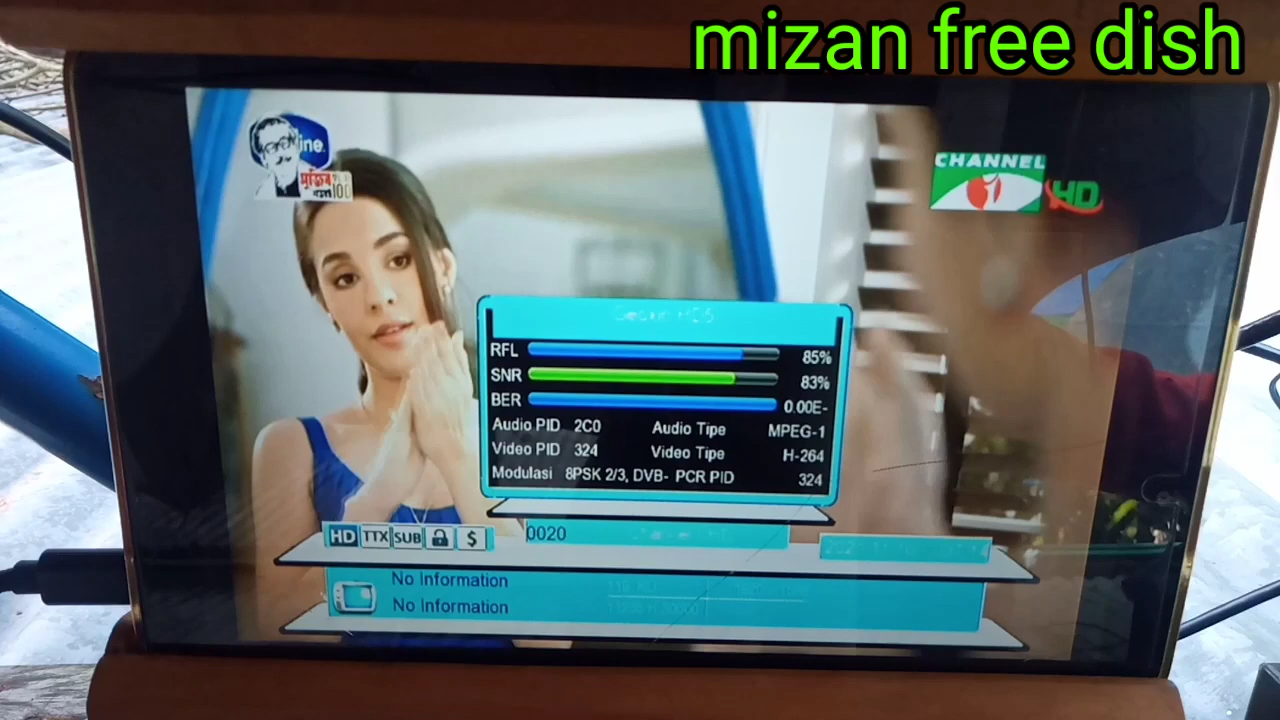 mizan free dish
ine.
মুজিব
100
CHANNEL
HD
RFL 85%
SNR 83%
BER 0.00E-
Audio PID 2C0 Audio Tipe MPEG-1
Video PID 324 Video Tipe H-264
Modulasi 8PSK 2/3, DVB- PCR PID 324
HD TTX SUB $ 0020
No Information
No Information